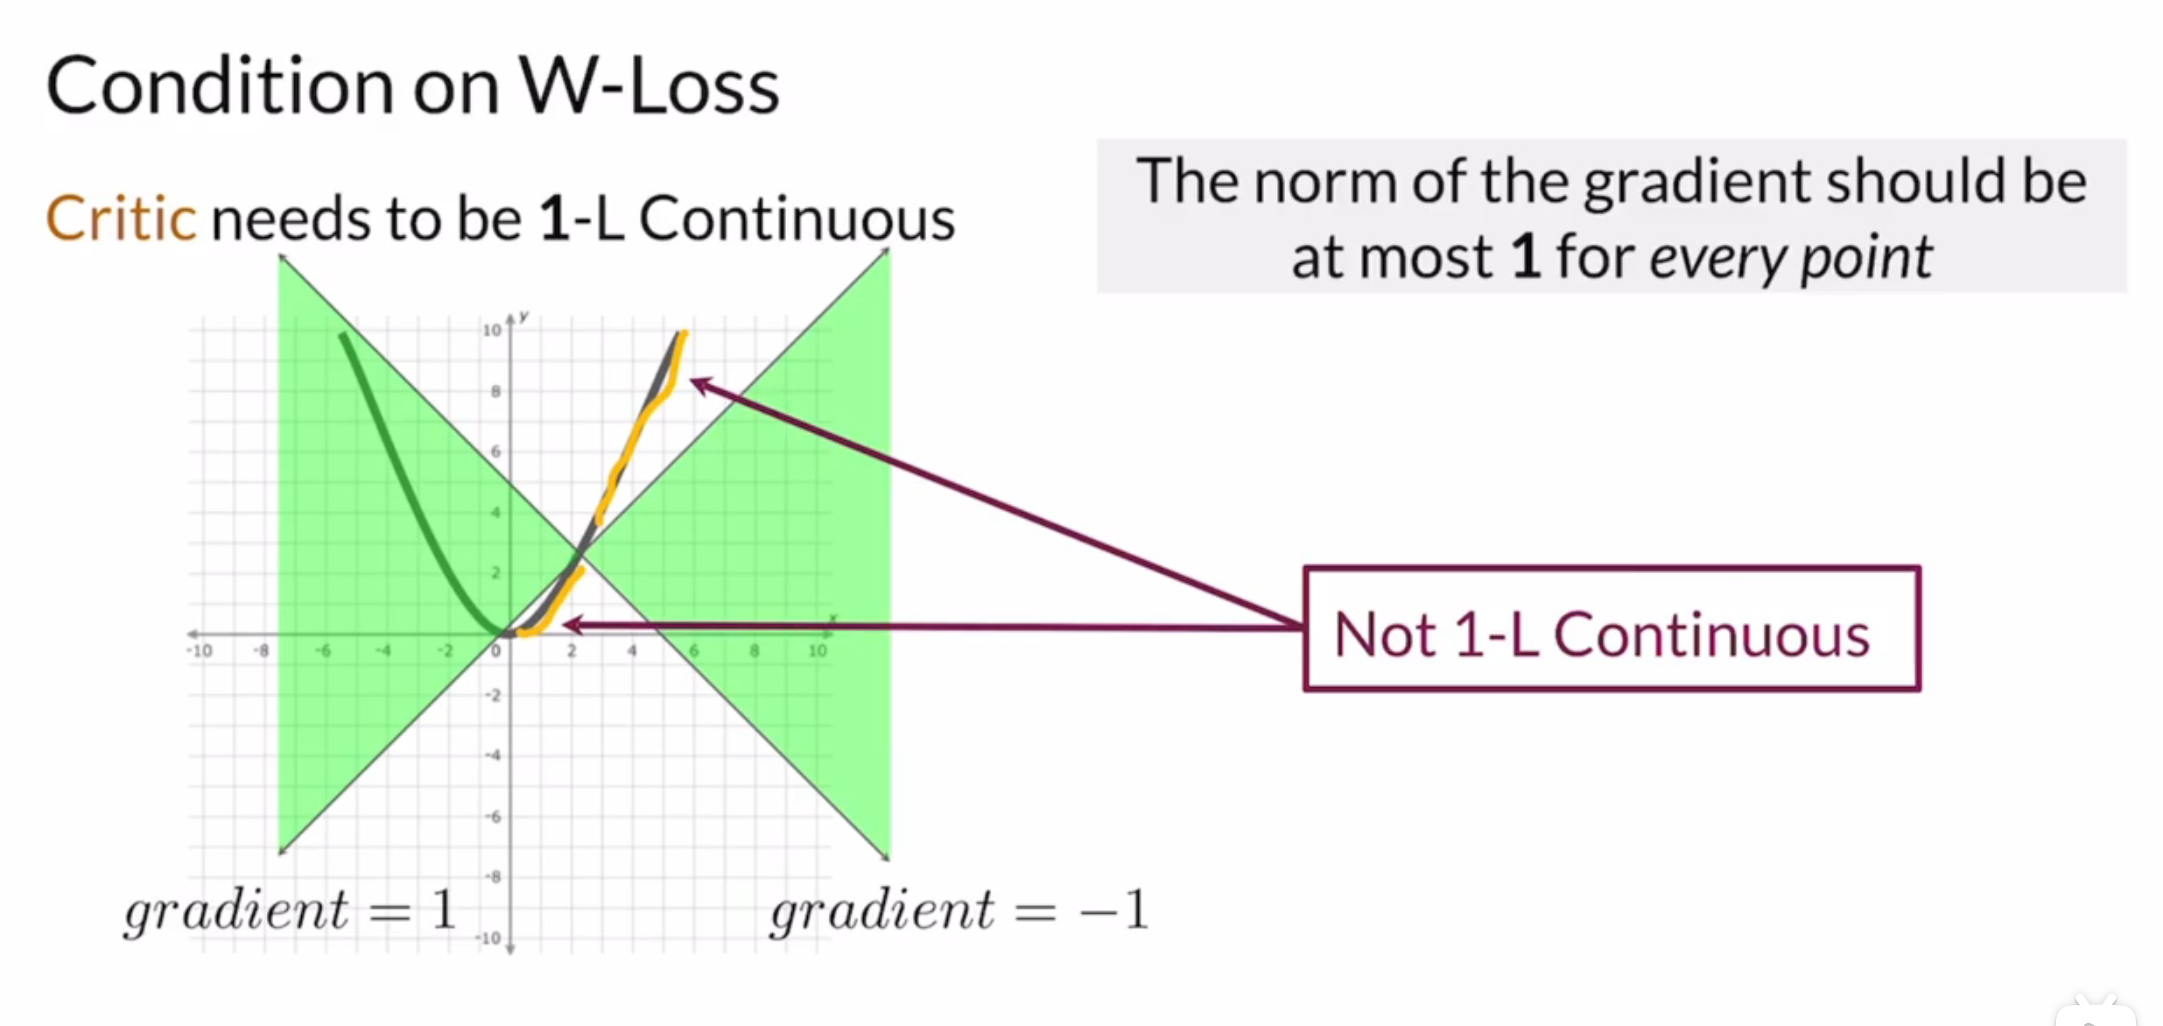 Condition on W-Loss
Critic needs to be 1-L Continuous
The norm of the gradient should be
at most 1 for every point
y
10
8
6
4
2
x
-10 -8 -6 -4 -2 0 2 4 6 8 10
-2
-4
-6
-8
-10
Not 1-L Continuous
gradient = 1
gradient = −1